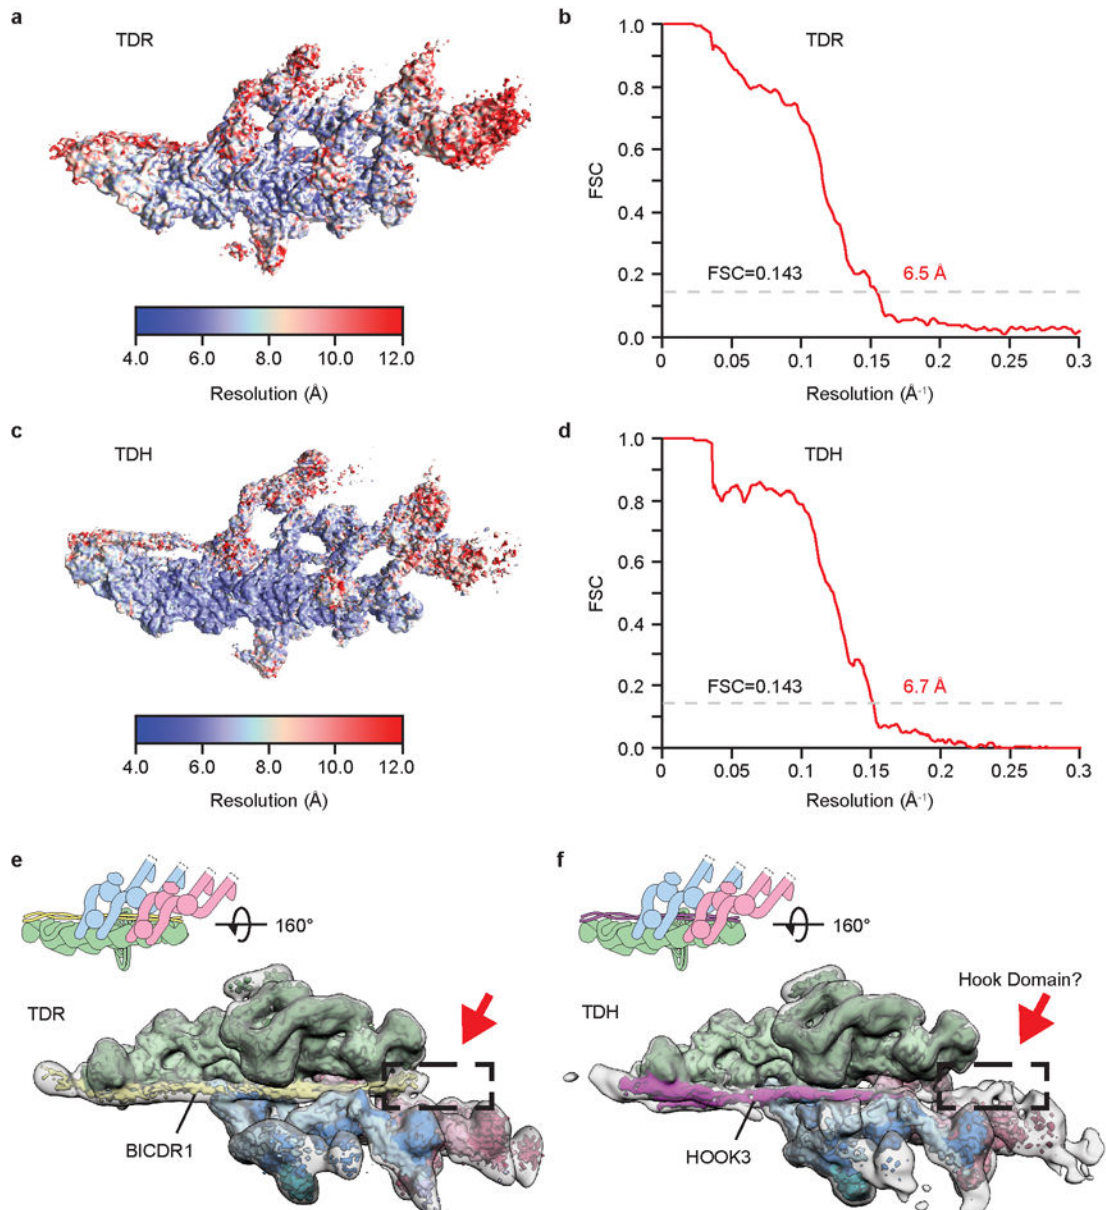 a
TDR
4.0 6.0 8.0 10.0 12.0
Resolution (Å)
b
TDR
1.0
0.8
0.6
0.4
0.2
0.0
FSC
FSC=0.143
6.5 Å
0 0.05 0.1 0.15 0.2 0.25 0.3
Resolution (Å⁻¹)
c
TDH
4.0 6.0 8.0 10.0 12.0
Resolution (Å)
d
TDH
1.0
0.8
0.6
0.4
0.2
0.0
FSC
FSC=0.143
6.7 Å
0 0.05 0.1 0.15 0.2 0.25 0.3
Resolution (Å⁻¹)
e
160°
TDR
BICDR1
f
160°
Hook Domain?
TDH
HOOK3